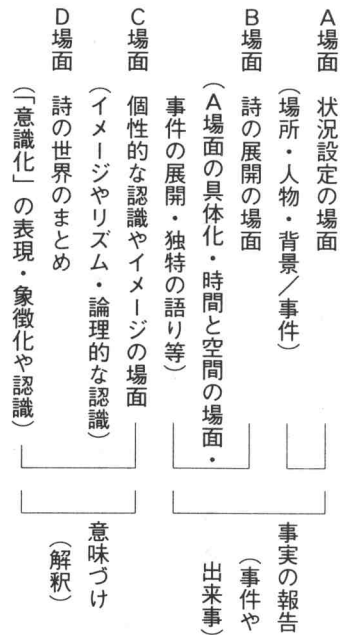 A場面　状況設定の場面
（場所・人物・背景／事件）
B場面　詩の展開の場面
（A場面の具体化・時間と空間の場面・
事件の展開・独特の語り等）
C場面　個性的な認識やイメージの場面
（イメージやリズム・論理的な認識）
D場面　詩の世界のまとめ
（「意識化」の表現・象徴化や認識）
事実の報告
（事件や
出来事）
意味づけ
（解釈）